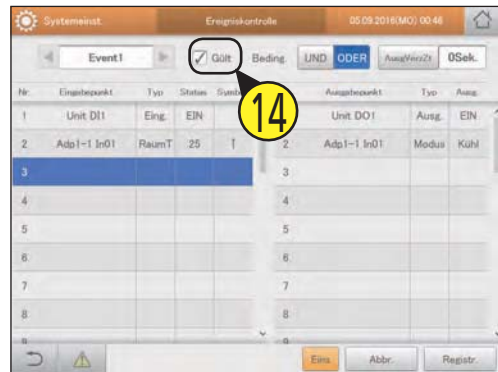 Systemeinst. Ereigniskontrolle 05.09.2016(MO) 00:46
Event1 Gült Beding. UND ODER AusgVerzZt 0Sek.
14
Nr. Eingabepunkt Typ Status Symb Ausgabepunkt Typ Ausg.
1 Unit DI1 Eing. EIN Unit DO1 Ausg. EIN
2 Adp1-1 In01 RaumT 25 2 Adp1-1 In01 Modus Kühl
3 3
4 4
5 5
6 6
7 7
8 8
Eins. Abbr. Registr.